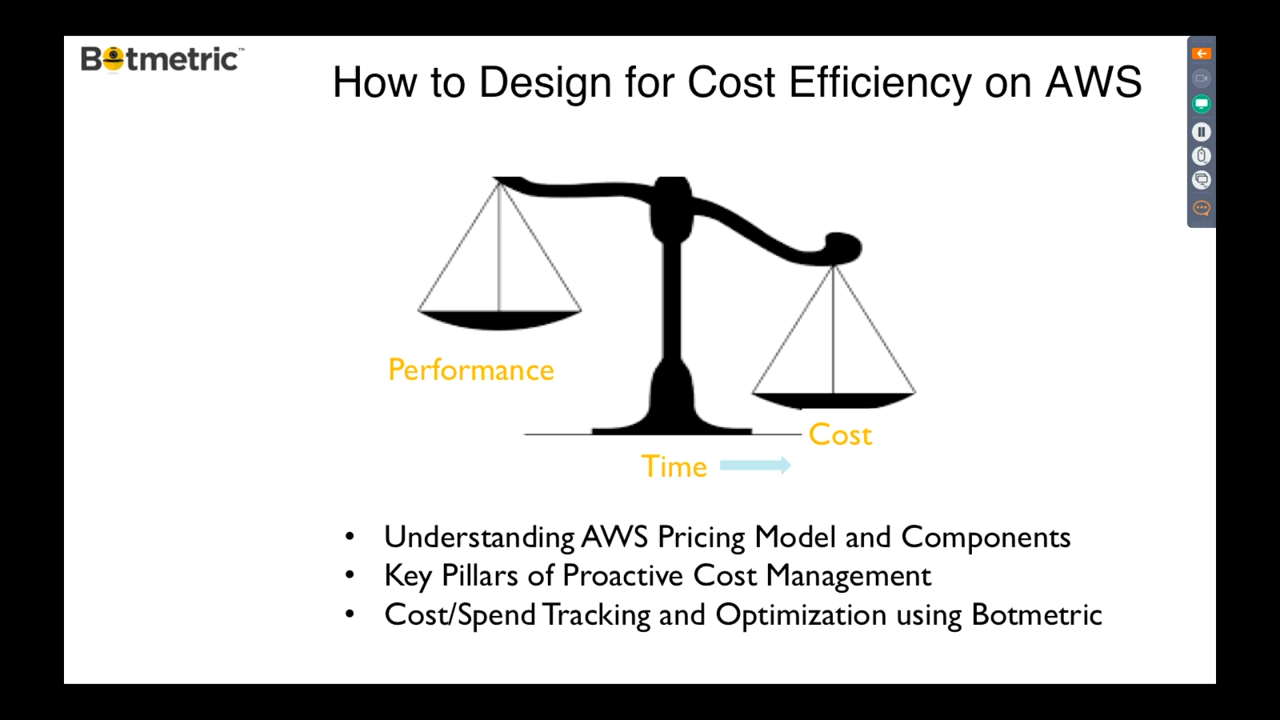 Botmetric™
How to Design for Cost Efficiency on AWS
Performance
Cost
Time
• Understanding AWS Pricing Model and Components
• Key Pillars of Proactive Cost Management
• Cost/Spend Tracking and Optimization using Botmetric